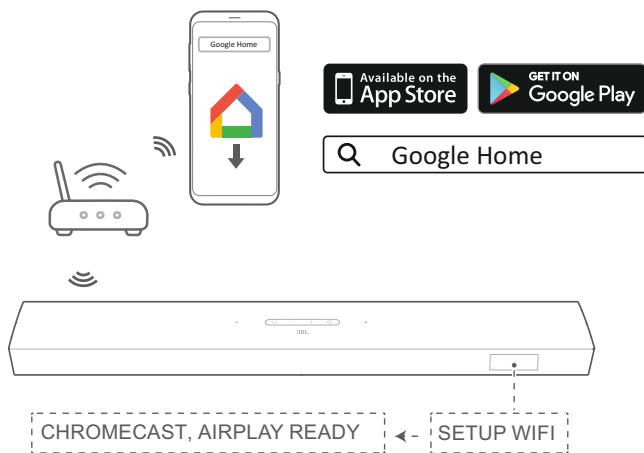 Google Home
Available on the
App Store
GET IT ON
Google Play
Google Home
JBL
CHROMECAST, AIRPLAY READY
SETUP WIFI